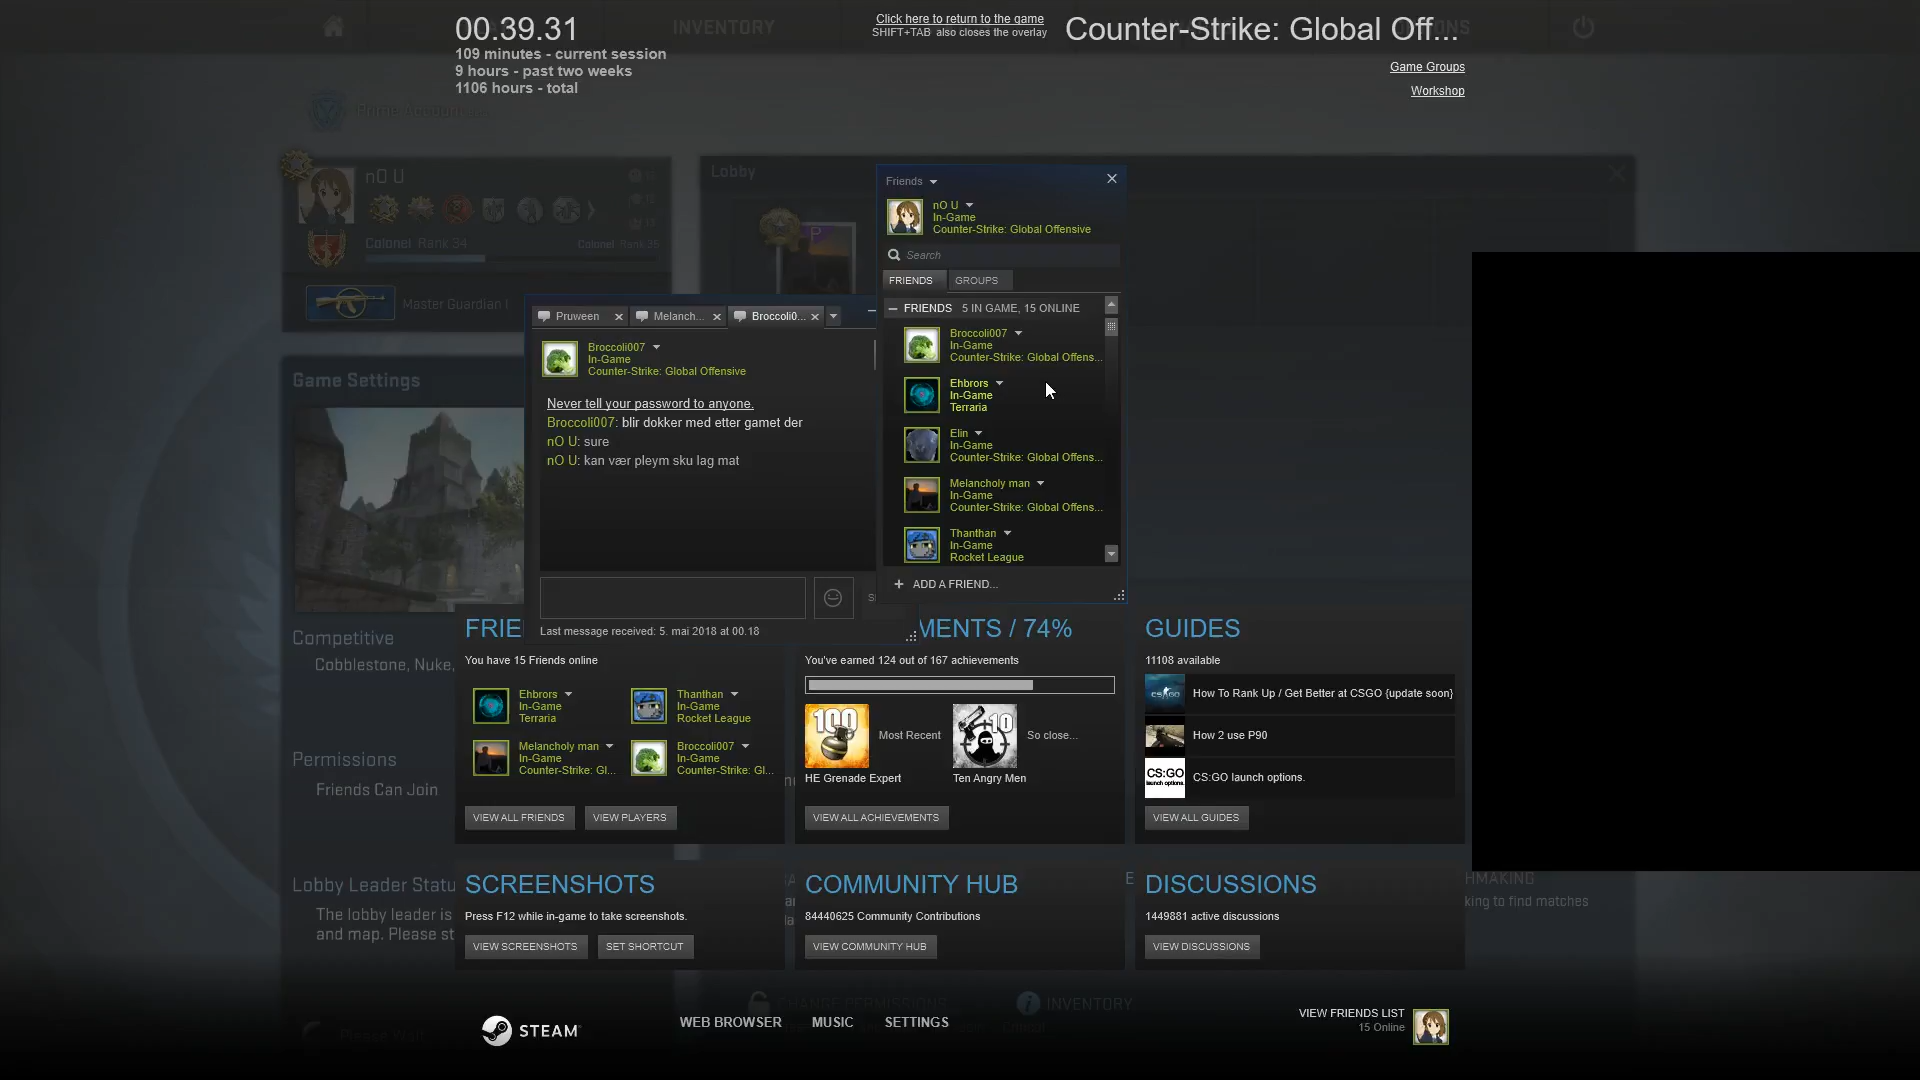 00.39.31
109 minutes - current session
9 hours - past two weeks
1106 hours - total
INVENTORY
Click here to return to the game
SHIFT+TAB also closes the overlay
Counter-Strike: Global Off...
Game Groups
Workshop
nO U
Colonel Rank 34
Colonel Rank 35
Master Guardian I
Lobby
P
Friends
nO U
In-Game
Counter-Strike: Global Offensive
Search
FRIENDS
GROUPS
FRIENDS 5 IN GAME, 15 ONLINE
Broccoli007
In-Game
Counter-Strike: Global Offens...
Ehbrors
In-Game
Terraria
Elin
In-Game
Counter-Strike: Global Offens...
Melancholy man
In-Game
Counter-Strike: Global Offens...
Thanthan
In-Game
Rocket League
+ ADD A FRIEND...
Pruween
Melanch...
Broccoli0...
Broccoli007
In-Game
Counter-Strike: Global Offensive
Never tell your password to anyone.
Broccoli007: blir dokker med etter gamet der
nO U: sure
nO U: kan vær pleym sku lag mat
Last message received: 5. mai 2018 at 00.18
Game Settings
Competitive
Cobblestone, Nuke,
Permissions
Friends Can Join
Lobby Leader Statu
The lobby leader is
and map. Please st
FRIE
You have 15 Friends online
Ehbrors
In-Game
Terraria
Thanthan
In-Game
Rocket League
Melancholy man
In-Game
Counter-Strike: Gl...
Broccoli007
In-Game
Counter-Strike: Gl...
VIEW ALL FRIENDS
VIEW PLAYERS
MENTS / 74%
You've earned 124 out of 167 achievements
100
Most Recent
HE Grenade Expert
10
So close...
Ten Angry Men
VIEW ALL ACHIEVEMENTS
GUIDES
11108 available
CS:GO
How To Rank Up / Get Better at CSGO {update soon}
How 2 use P90
CS:GO
launch options.
CS:GO launch options.
VIEW ALL GUIDES
SCREENSHOTS
Press F12 while in-game to take screenshots.
VIEW SCREENSHOTS
SET SHORTCUT
COMMUNITY HUB
84440625 Community Contributions
VIEW COMMUNITY HUB
DISCUSSIONS
1449881 active discussions
VIEW DISCUSSIONS
HMAKING
king to find matches
CHANGE PERMISSIONS
INVENTORY
STEAM
WEB BROWSER
MUSIC
SETTINGS
VIEW FRIENDS LIST
15 Online